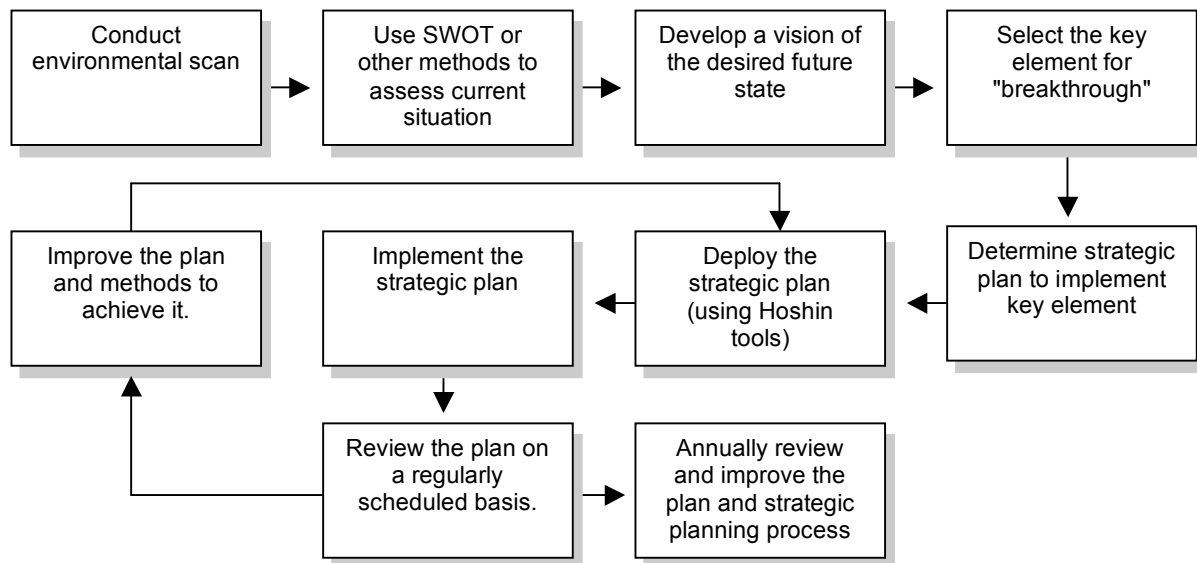 Conduct
environmental scan
Use SWOT or
other methods to
assess current
situation
Develop a vision of
the desired future
state
Select the key
element for
"breakthrough"
Improve the plan
and methods to
achieve it.
Implement the
strategic plan
Deploy the
strategic plan
(using Hoshin
tools)
Determine strategic
plan to implement
key element
Review the plan on
a regularly
scheduled basis.
Annually review
and improve the
plan and strategic
planning process